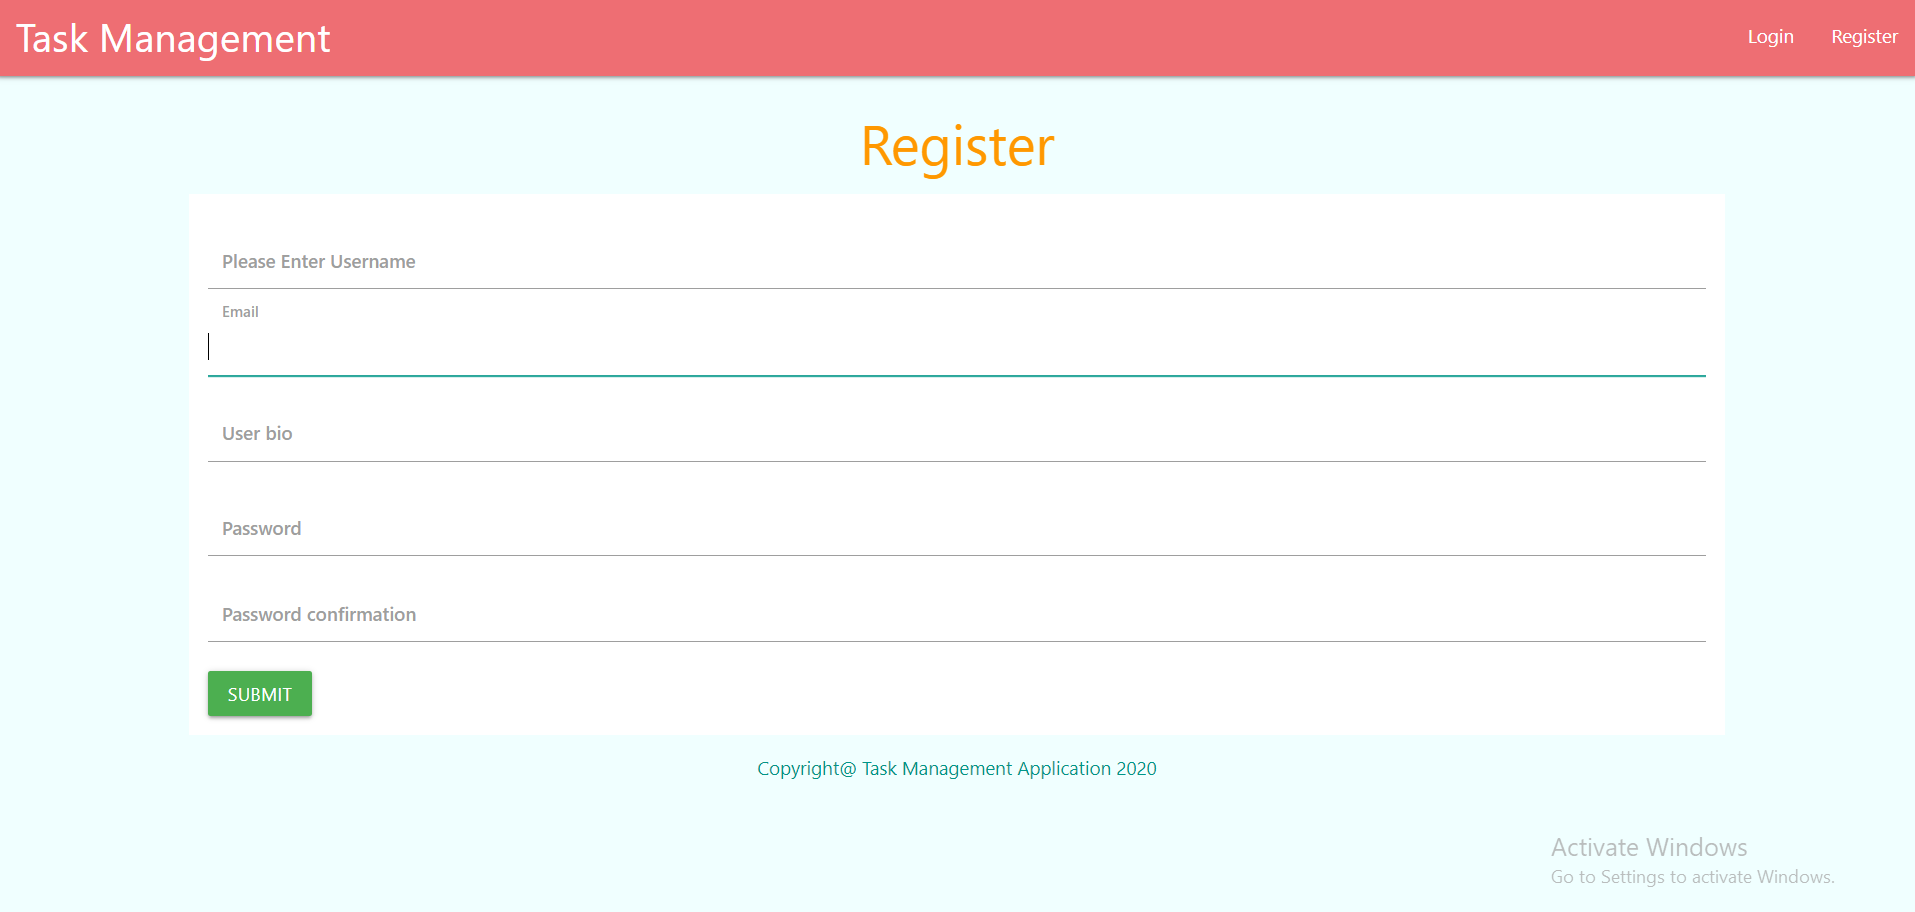 Task Management
Login
Register
Register
Please Enter Username
Email
User bio
Password
Password confirmation
SUBMIT
Copyright@ Task Management Application 2020
Activate Windows
Go to Settings to activate Windows.